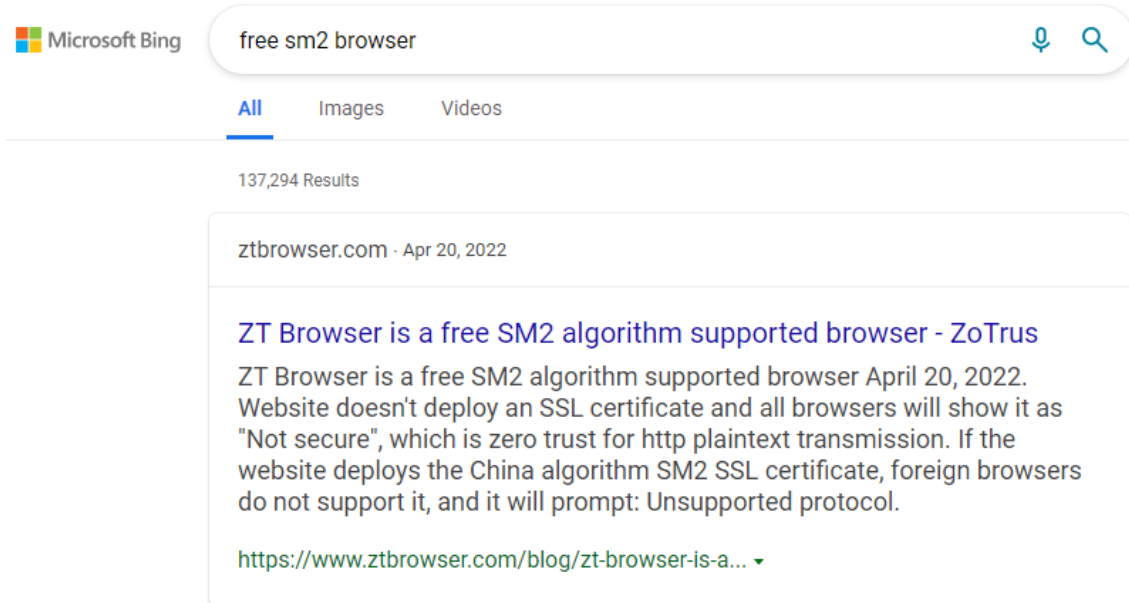 Microsoft Bing
free sm2 browser
All Images Videos
137,294 Results
ztbrowser.com · Apr 20, 2022
ZT Browser is a free SM2 algorithm supported browser - ZoTrus
ZT Browser is a free SM2 algorithm supported browser April 20, 2022.
Website doesn't deploy an SSL certificate and all browsers will show it as
"Not secure", which is zero trust for http plaintext transmission. If the
website deploys the China algorithm SM2 SSL certificate, foreign browsers
do not support it, and it will prompt: Unsupported protocol.
https://www.ztbrowser.com/blog/zt-browser-is-a...